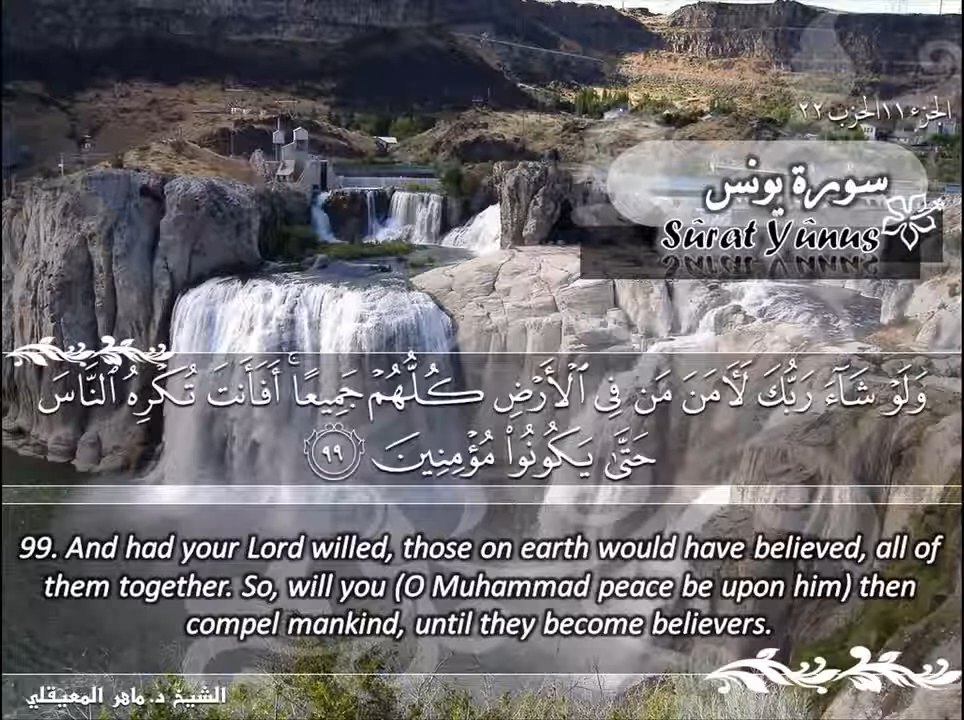 الجزء ١١ الحزب ٢٢
سورة يونس
Sûrat Yûnus
وَلَوْ شَآءَ رَبُّكَ لَءَامَنَ مَن فِى ٱلْأَرْضِ كُلُّهُمْ جَمِيعًا ۚ أَفَأَنتَ تُكْرِهُ ٱلنَّاسَ
حَتَّىٰ يَكُونُوا۟ مُؤْمِنِينَ ٩٩
99. And had your Lord willed, those on earth would have believed, all of
them together. So, will you (O Muhammad peace be upon him) then
compel mankind, until they become believers.
الشيخ د. ماهر المعيقلي